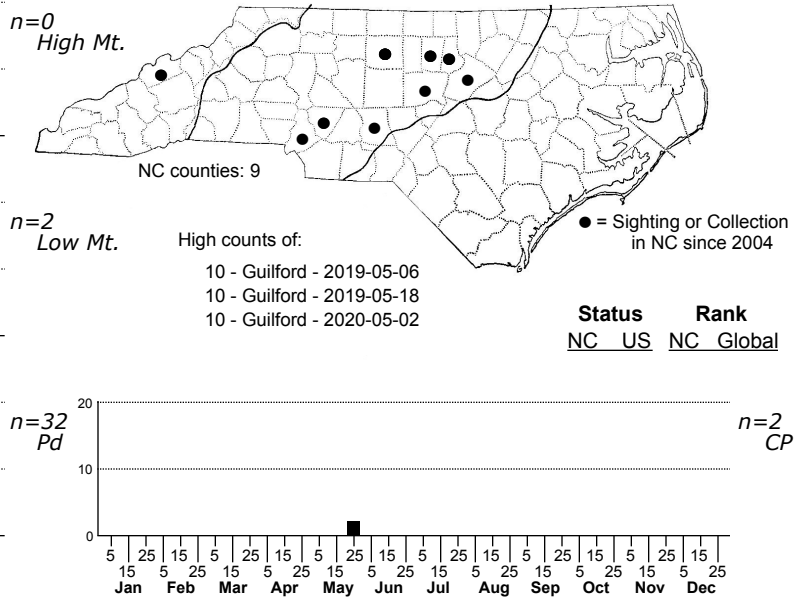 n=0
High Mt.
NC counties: 9
n=2
Low Mt.
High counts of:
10 - Guilford - 2019-05-06
10 - Guilford - 2019-05-18
10 - Guilford - 2020-05-02
● = Sighting or Collection
in NC since 2004
Status Rank
NC US NC Global
n=32
Pd
n=2
CP
20
10
0
5 25 15 5 25 15 5 25 15 5 25 15 5 25 15 5 25 15
15 5 25 15 5 25 15 5 25 15 5 25 15 5 25 15 5 25
Jan Feb Mar Apr May Jun Jul Aug Sep Oct Nov Dec